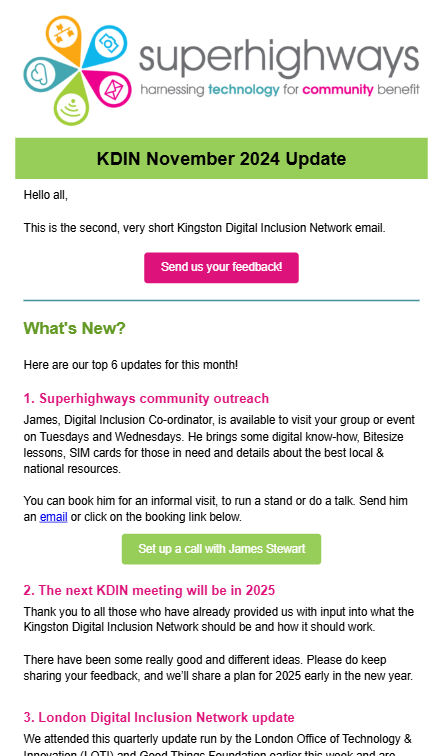 superhighways
harnessing technology for community benefit
KDIN November 2024 Update
Hello all,
This is the second, very short Kingston Digital Inclusion Network email.
Send us your feedback!
What's New?
Here are our top 6 updates for this month!
1. Superhighways community outreach
James, Digital Inclusion Co-ordinator, is available to visit your group or event
on Tuesdays and Wednesdays. He brings some digital know-how, Bitesize
lessons, SIM cards for those in need and details about the best local &
national resources.
You can book him for an informal visit, to run a stand or do a talk. Send him
an email or click on the booking link below.
Set up a call with James Stewart
2. The next KDIN meeting will be in 2025
Thank you to all those who have already provided us with input into what the
Kingston Digital Inclusion Network should be and how it should work.
There have been some really good and different ideas. Please do keep
sharing your feedback, and we'll share a plan for 2025 early in the new year.
3. London Digital Inclusion Network update
We attended this quarterly update run by the London Office of Technology &
Innovation (LOTI) and Good Things Foundation earlier this week and are